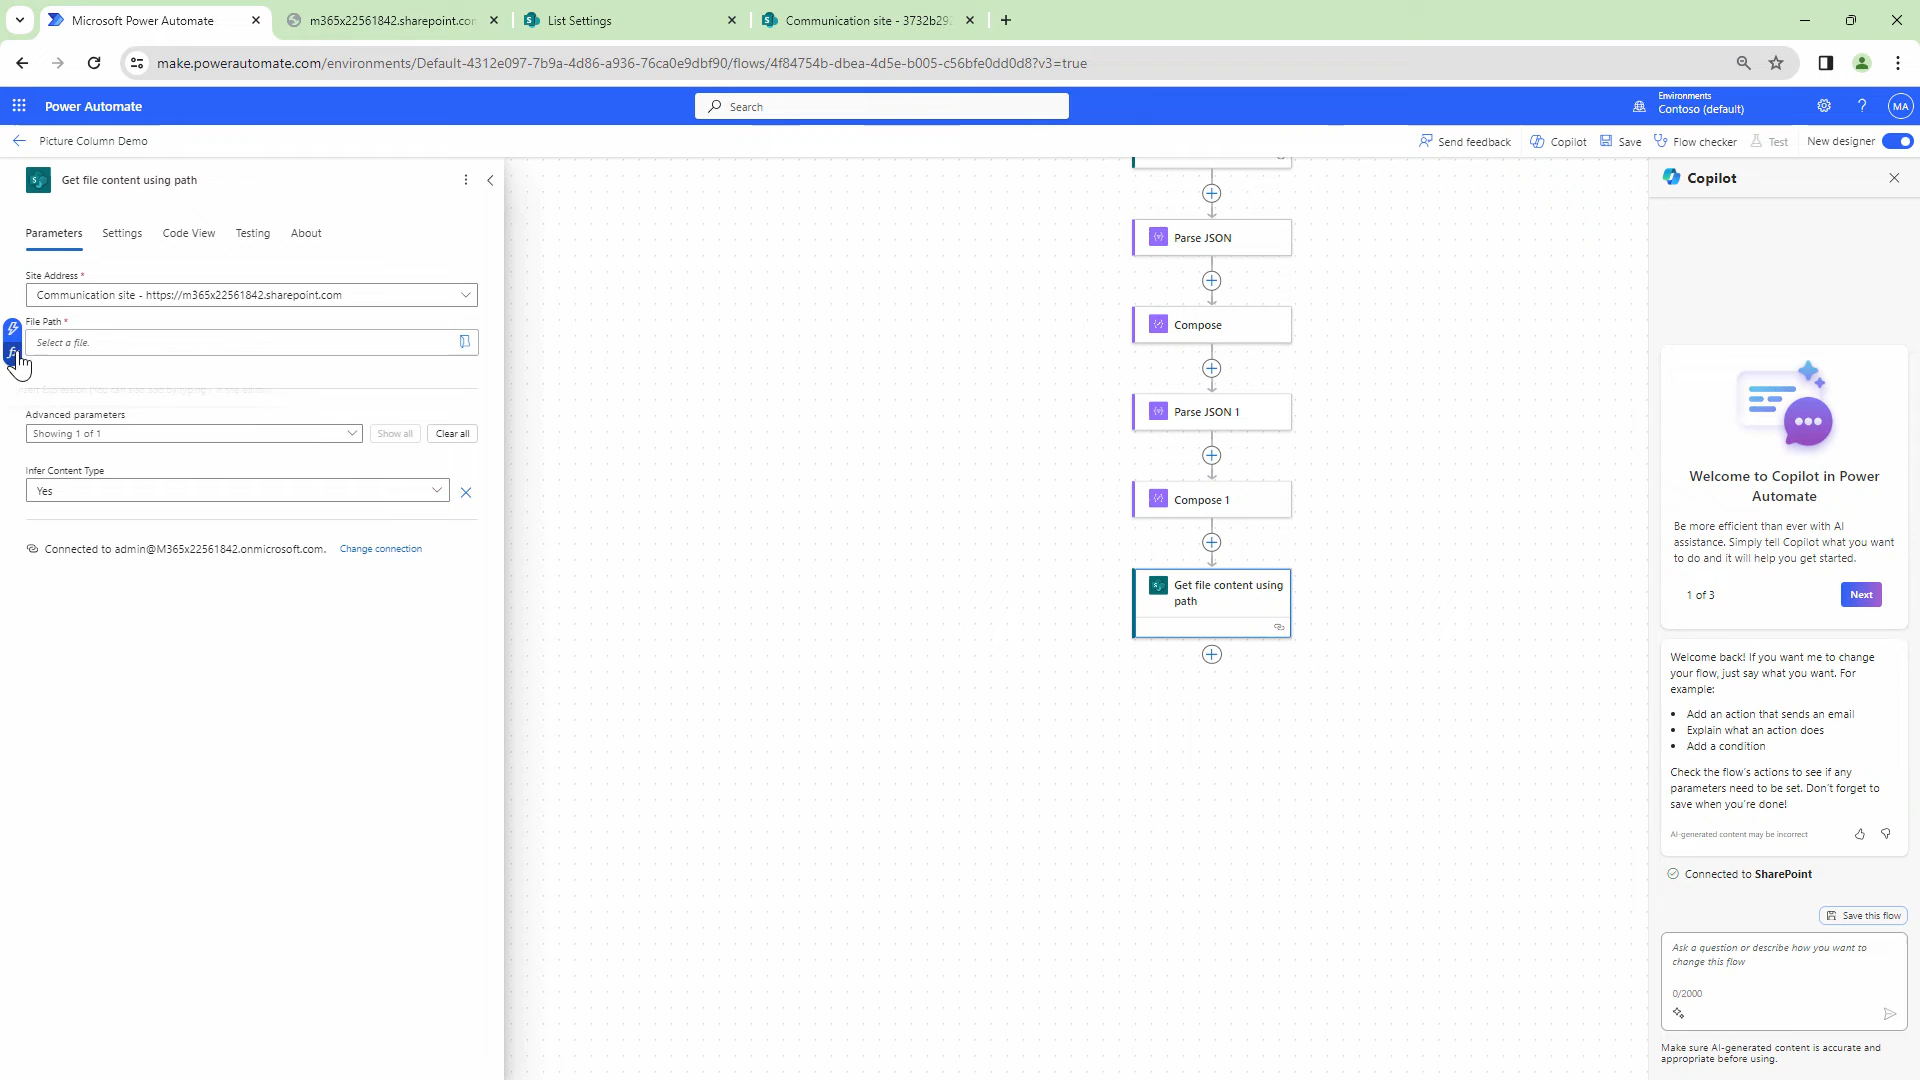 Microsoft Power Automate
m365x22561842.sharepoint.co
List Settings
Communication site - 3732b29
make.powerautomate.com/environments/Default-4312e097-7b9a-4d86-a936-76ca0e9dbf90/flows/4f84754b-dbea-4d5e-b005-c56bfe0dd0d8?v3=true
Power Automate
Search
Environments
Contoso (default)
?
MA
Picture Column Demo
Send feedback
Copilot
Save
Flow checker
Test
New designer
Get file content using path
Parameters
Settings
Code View
Testing
About
Site Address *
Communication site - https://m365x22561842.sharepoint.com
File Path *
Select a file.
Advanced parameters
Showing 1 of 1
Show all
Clear all
Infer Content Type
Yes
Connected to admin@M365x22561842.onmicrosoft.com.
Change connection
Parse JSON
Compose
Parse JSON 1
Compose 1
Get file content using
path
Copilot
Welcome to Copilot in Power
Automate
Be more efficient than ever with AI
assistance. Simply tell Copilot what you want
to do and it will help you get started.
1 of 3
Next
Welcome back! If you want me to change
your flow, just say what you want. For
example:
• Add an action that sends an email
• Explain what an action does
• Add a condition
Check the flow's actions to see if any
parameters need to be set. Don't forget to
save when you're done!
AI-generated content may be incorrect
Connected to SharePoint
Save this flow
Ask a question or describe how you want to
change this flow
0/2000
Make sure AI-generated content is accurate and
appropriate before using.